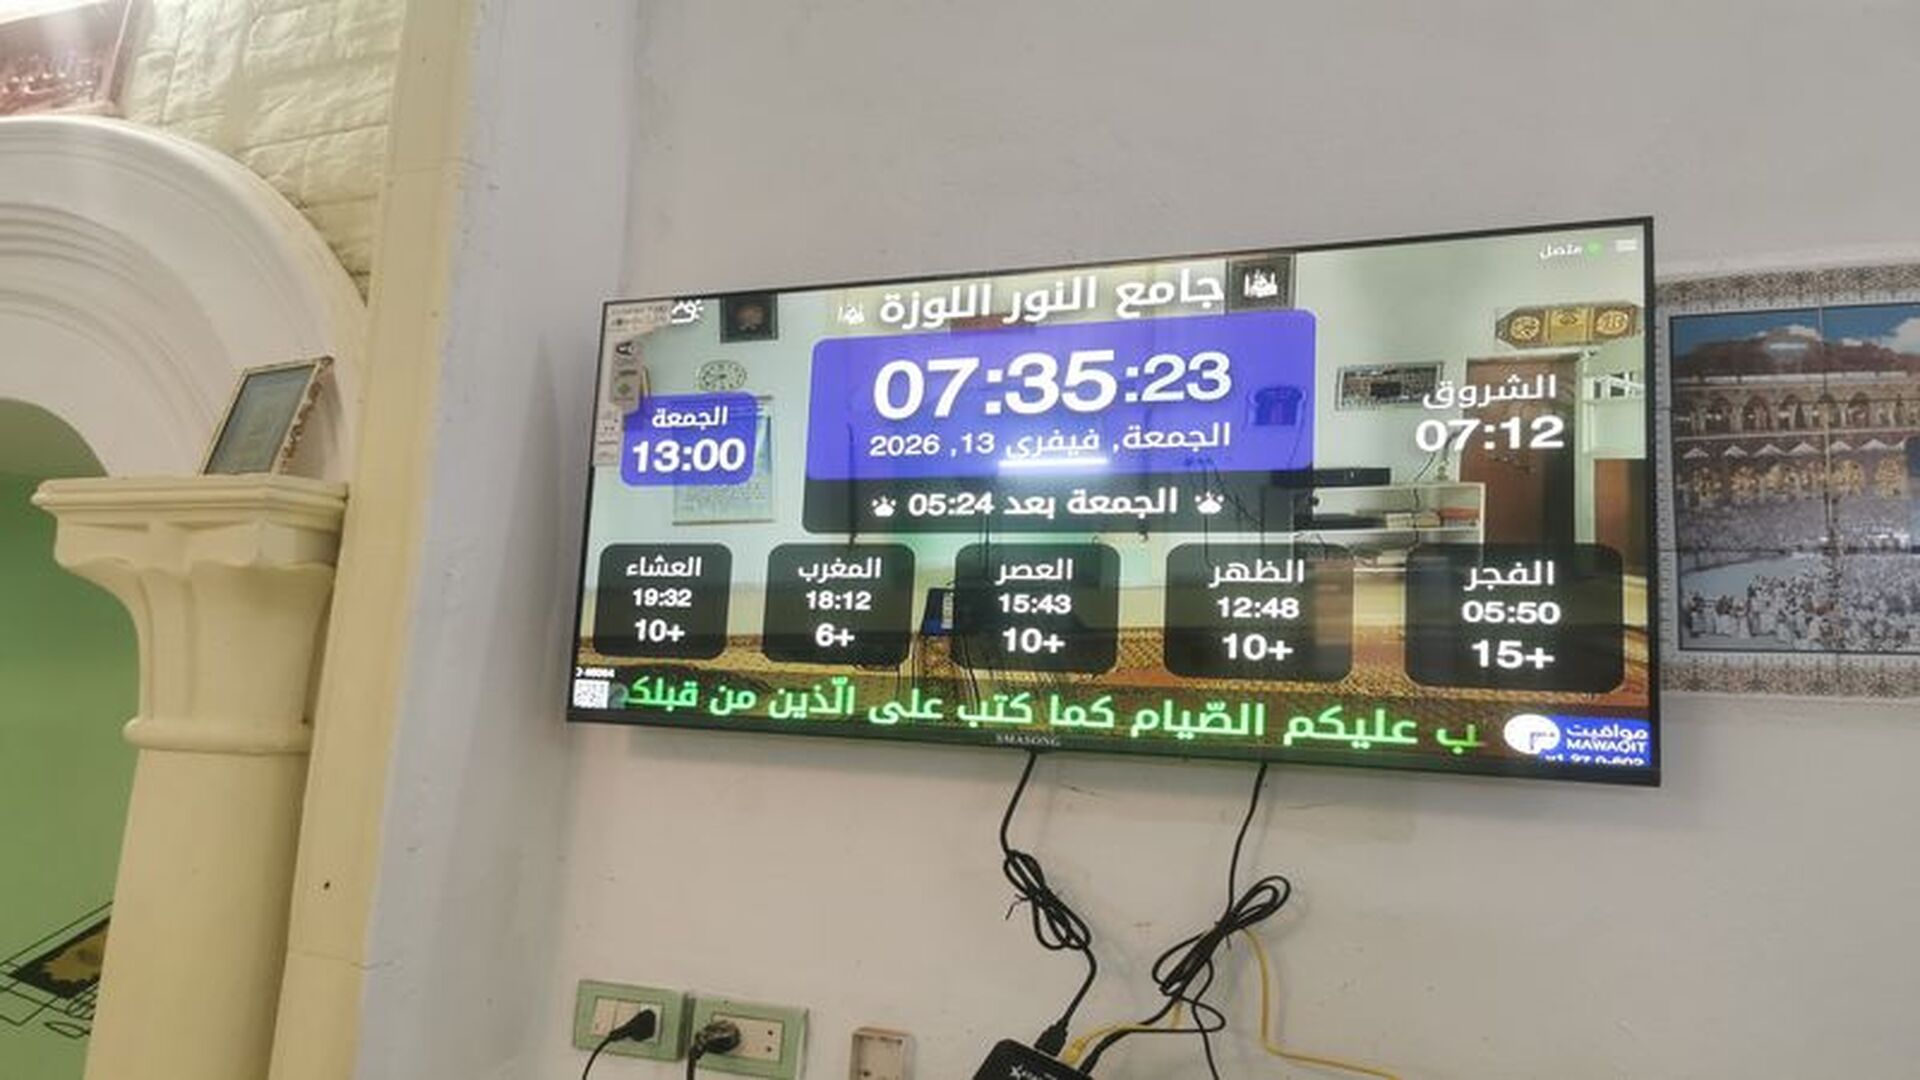 متصل
جامع النور اللوزة
07:35:23
الجمعة, فيفري 13, 2026
الجمعة بعد 05:24
الشروق
07:12
الجمعة
13:00
الفجر
05:50
15+
الظهر
12:48
10+
العصر
15:43
10+
المغرب
18:12
6+
العشاء
19:32
10+
ب عليكم الصّيام كما كتب على الّذين من قبلك
مواقيت
MAWAQIT